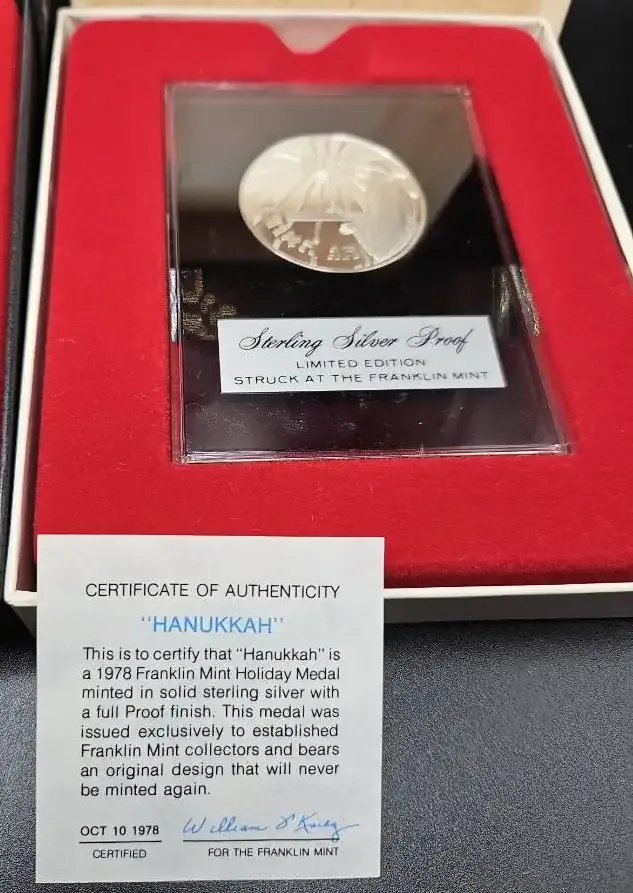 Sterling Silver Proof
LIMITED EDITION
STRUCK AT THE FRANKLIN MINT
CERTIFICATE OF AUTHENTICITY
"HANUKKAH"
This is to certify that "Hanukkah" is
a 1978 Franklin Mint Holiday Medal
minted in solid sterling silver with
a full Proof finish. This medal was
issued exclusively to established
Franklin Mint collectors and bears
an original design that will never
be minted again.
OCT 10 1978
CERTIFIED
William
FOR THE FRANKLIN MINT